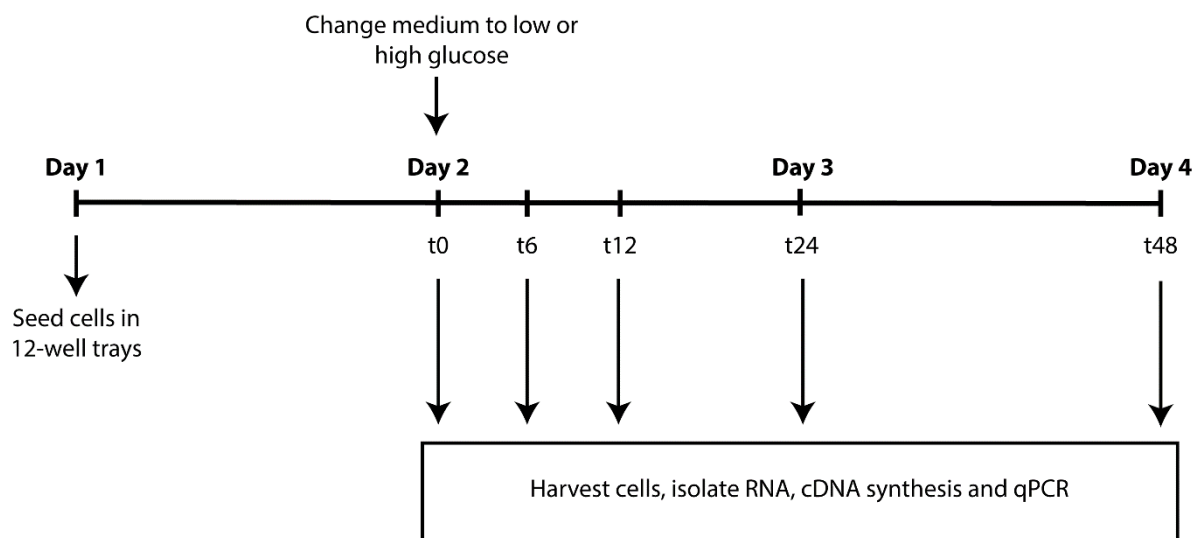 Change medium to low or
high glucose
Day 1
Day 2
Day 3
Day 4
t0
t6
t12
t24
t48
Seed cells in
12-well trays
Harvest cells, isolate RNA, cDNA synthesis and qPCR